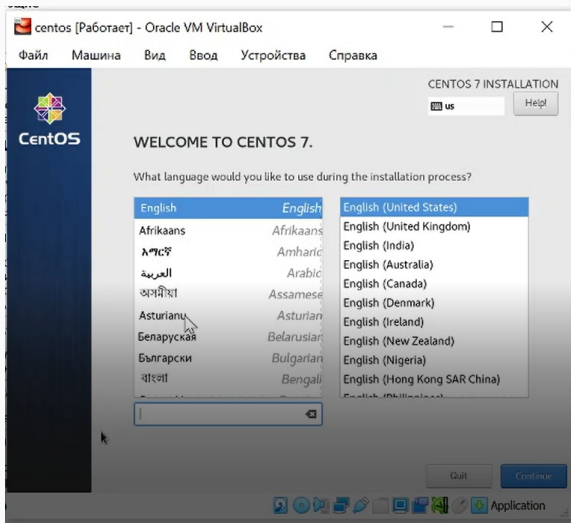 centos [Работает] - Oracle VM VirtualBox
Файл Машина Вид Ввод Устройства Справка
CENTOS 7 INSTALLATION
us Help!
CentOS
WELCOME TO CENTOS 7.
What language would you like to use during the installation process?
English English
Afrikaans Afrikaans
አማርኛ Amharic
العربية Arabic
অসমীয়া Assamese
Asturianu Asturian
Беларуская Belarusian
Български Bulgarian
বাংলা Bengali
English (United States)
English (United Kingdom)
English (India)
English (Australia)
English (Canada)
English (Denmark)
English (Ireland)
English (New Zealand)
English (Nigeria)
English (Hong Kong SAR China)
English (Philippines)
Quit Continue
Application